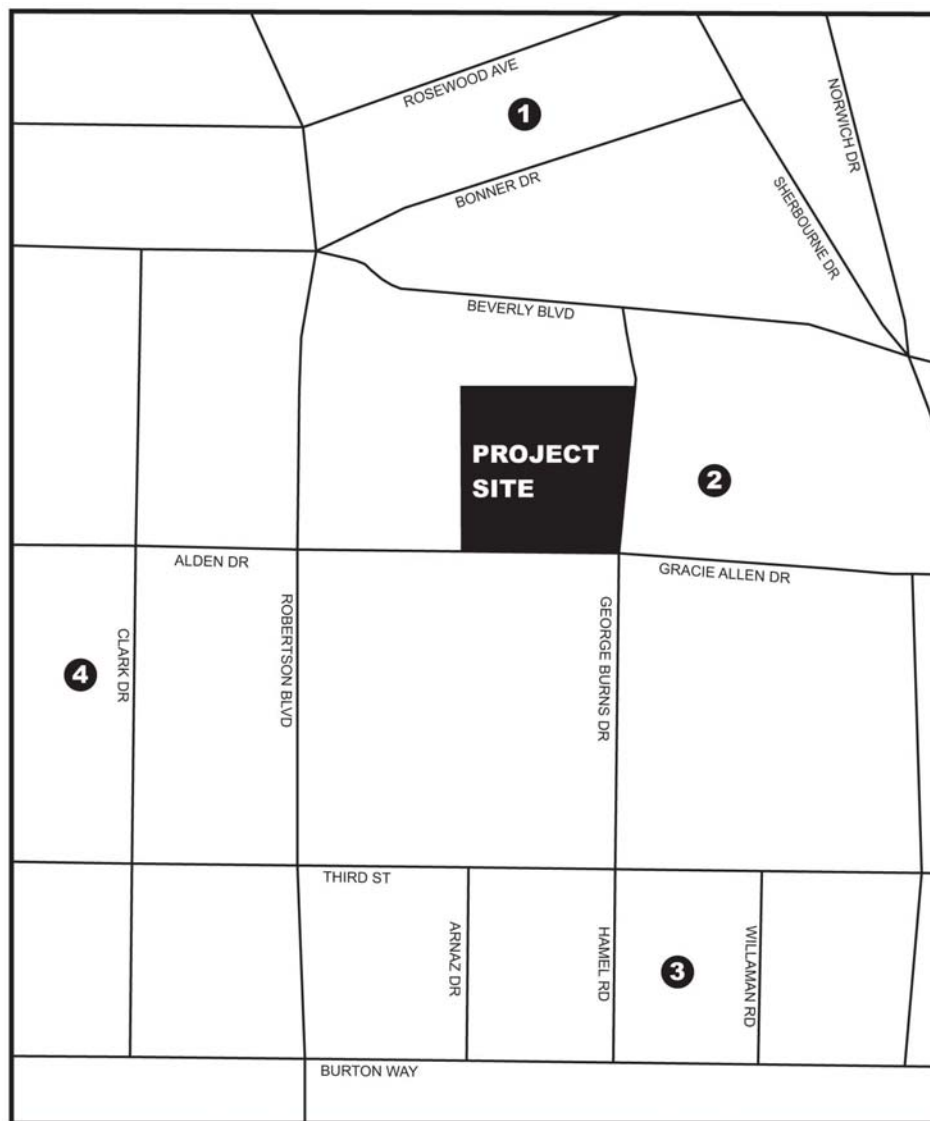 ROSEWOOD AVE
1
NORWICH DR
BONNER DR
SHERBOURNE DR
BEVERLY BLVD
PROJECT
SITE
2
ALDEN DR
GRACIE ALLEN DR
CLARK DR
ROBERTSON BLVD
GEORGE BURNS DR
4
THIRD ST
ARNAZ DR
HAMEL RD
3
WILLAMAN RD
BURTON WAY